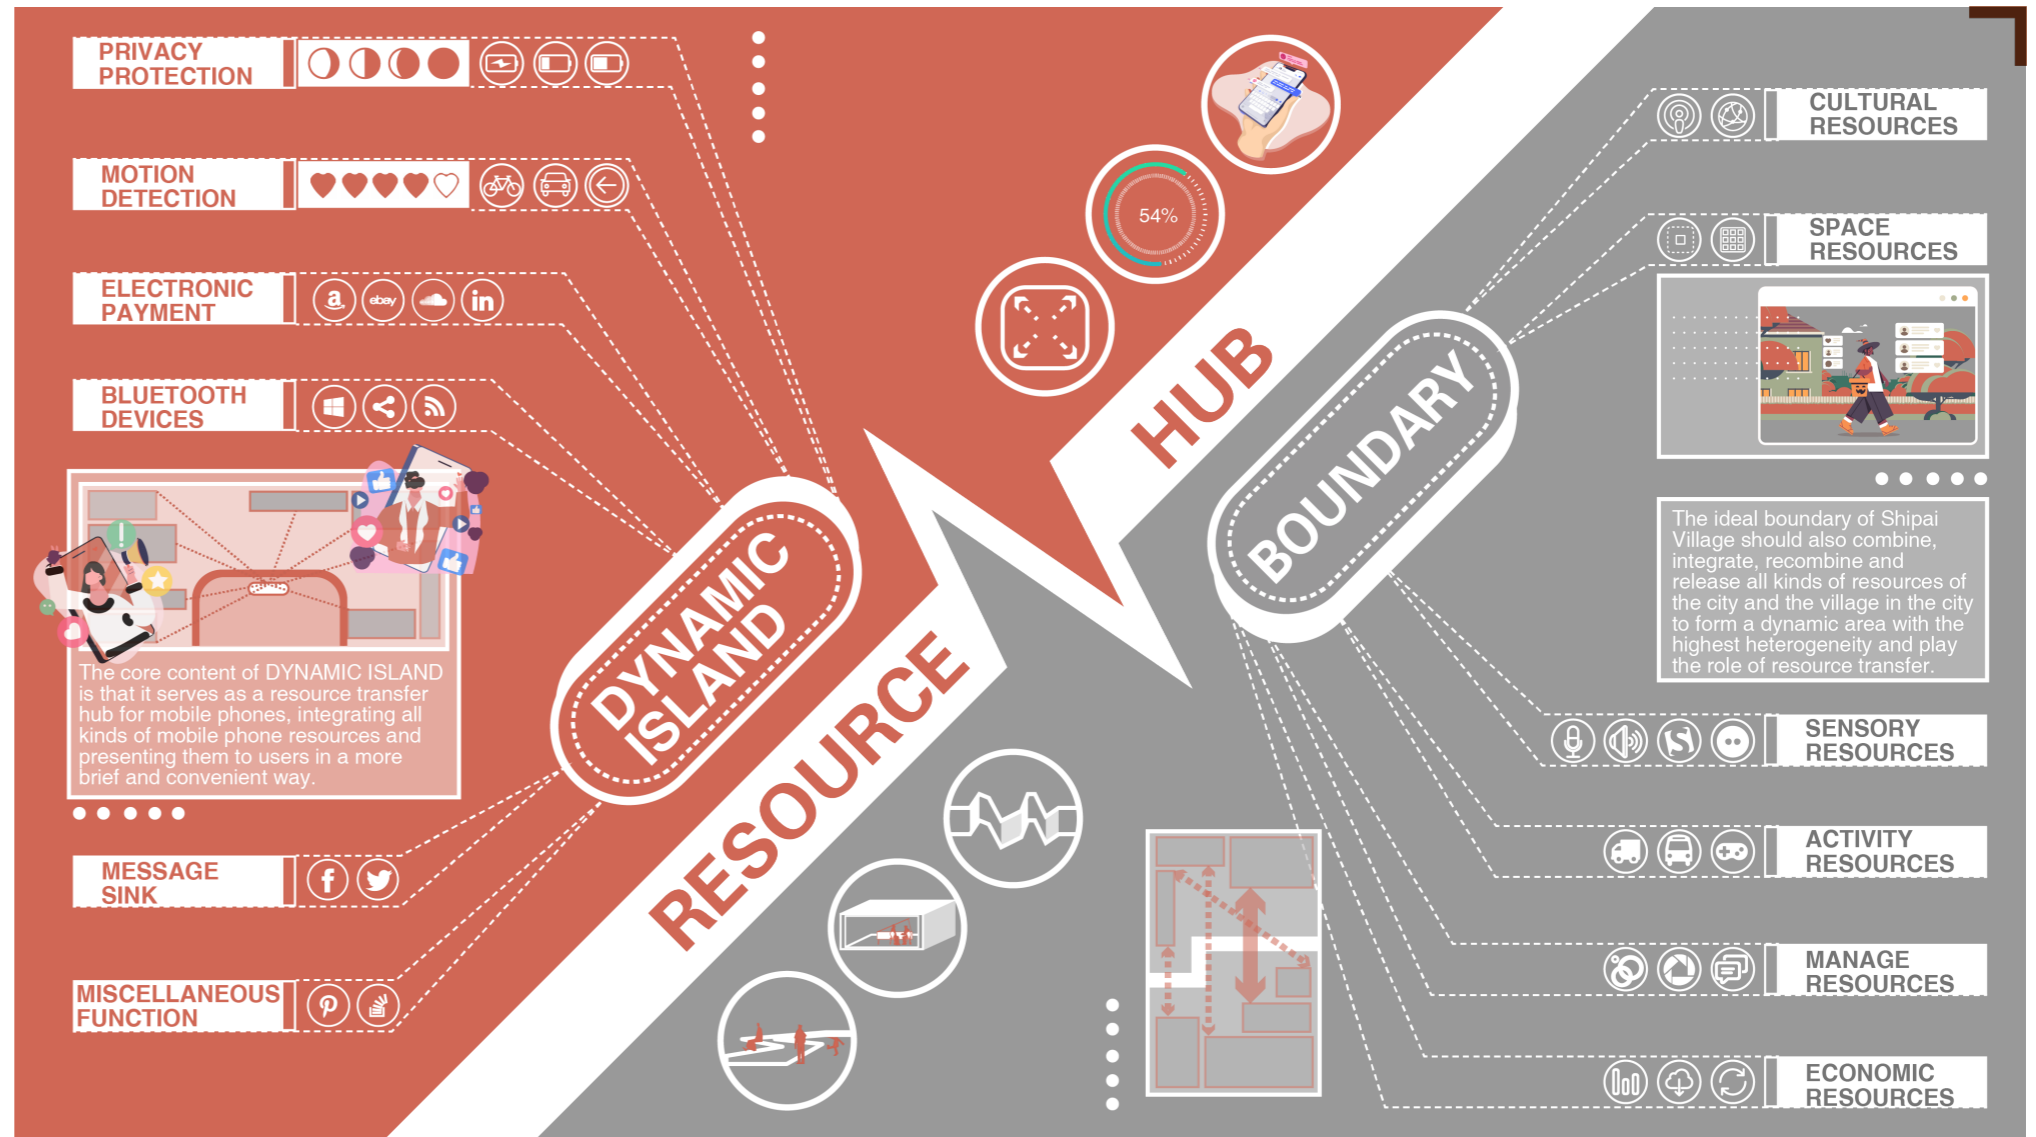 PRIVACY
PROTECTION
MOTION
DETECTION
ELECTRONIC
PAYMENT
a
ebay
in
BLUETOOTH
DEVICES
The core content of DYNAMIC ISLAND
is that it serves as a resource transfer
hub for mobile phones, integrating all
kinds of mobile phone resources and
presenting them to users in a more
brief and convenient way.
MESSAGE
SINK
f
MISCELLANEOUS
FUNCTION
DYNAMIC
ISLAND
54%
RESOURCE
HUB
BOUNDARY
CULTURAL
RESOURCES
SPACE
RESOURCES
The ideal boundary of Shipai
Village should also combine,
integrate, recombine and
release all kinds of resources of
the city and the village in the city
to form a dynamic area with the
highest heterogeneity and play
the role of resource transfer.
SENSORY
RESOURCES
S
ACTIVITY
RESOURCES
MANAGE
RESOURCES
ECONOMIC
RESOURCES